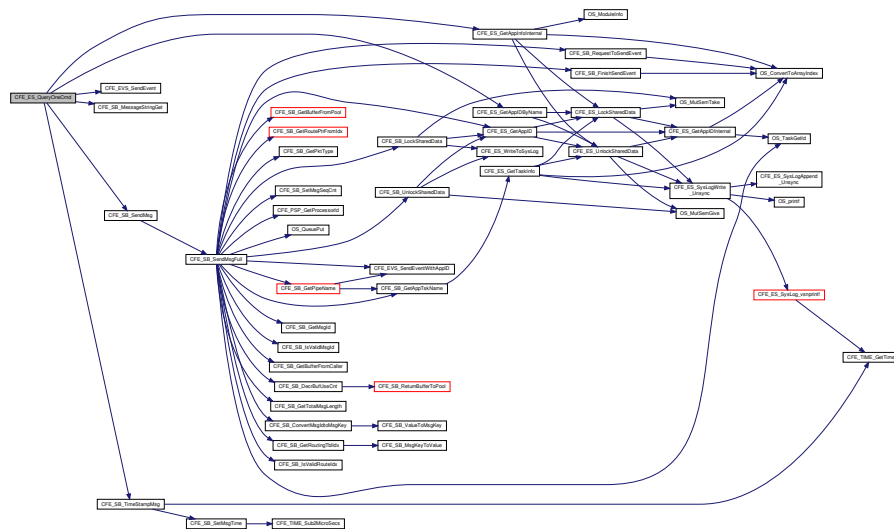 OS_ModuleInfo
CFE_ES_GetAppInfoInternal
CFE_SB_RequestToSendEvent
CFE_SB_FinishSendEvent
OS_ConvertToArrayIndex
CFE_EVS_SendEvent
CFE_ES_QueryOneCmd
CFE_SB_MessageStringGet
OS_MutSemTake
CFE_SB_GetBufferFromPool
CFE_ES_GetAppIDByName
CFE_ES_LockSharedData
CFE_SB_GetRoutePtrFromIdx
CFE_ES_GetAppID
CFE_ES_GetAppIDInternal
OS_TaskGetId
CFE_SB_LockSharedData
CFE_SB_GetPktType
CFE_ES_WriteToSysLog
CFE_ES_UnlockSharedData
CFE_ES_GetTaskInfo
CFE_ES_SysLogAppend
_Unsync
CFE_SB_SetMsgSeqCnt
CFE_SB_UnlockSharedData
CFE_ES_SysLogWrite
_Unsync
OS_printf
CFE_SB_SendMsg
CFE_PSP_GetProcessorId
OS_MutSemGive
OS_QueuePut
CFE_SB_SendMsgFull
CFE_EVS_SendEventWithAppID
CFE_SB_GetPipeName
CFE_SB_GetAppTskName
CFE_ES_SysLog_vsnprintf
CFE_SB_GetMsgId
CFE_SB_IsValidMsgId
CFE_TIME_GetTime
CFE_SB_GetBufferFromCaller
CFE_SB_DecrBufUseCnt
CFE_SB_ReturnBufferToPool
CFE_SB_GetTotalMsgLength
CFE_SB_ConvertMsgIdtoMsgKey
CFE_SB_ValueToMsgKey
CFE_SB_GetRoutingTblIdx
CFE_SB_MsgKeyToValue
CFE_SB_IsValidRouteIdx
CFE_SB_TimeStampMsg
CFE_SB_SetMsgTime
CFE_TIME_Sub2MicroSecs